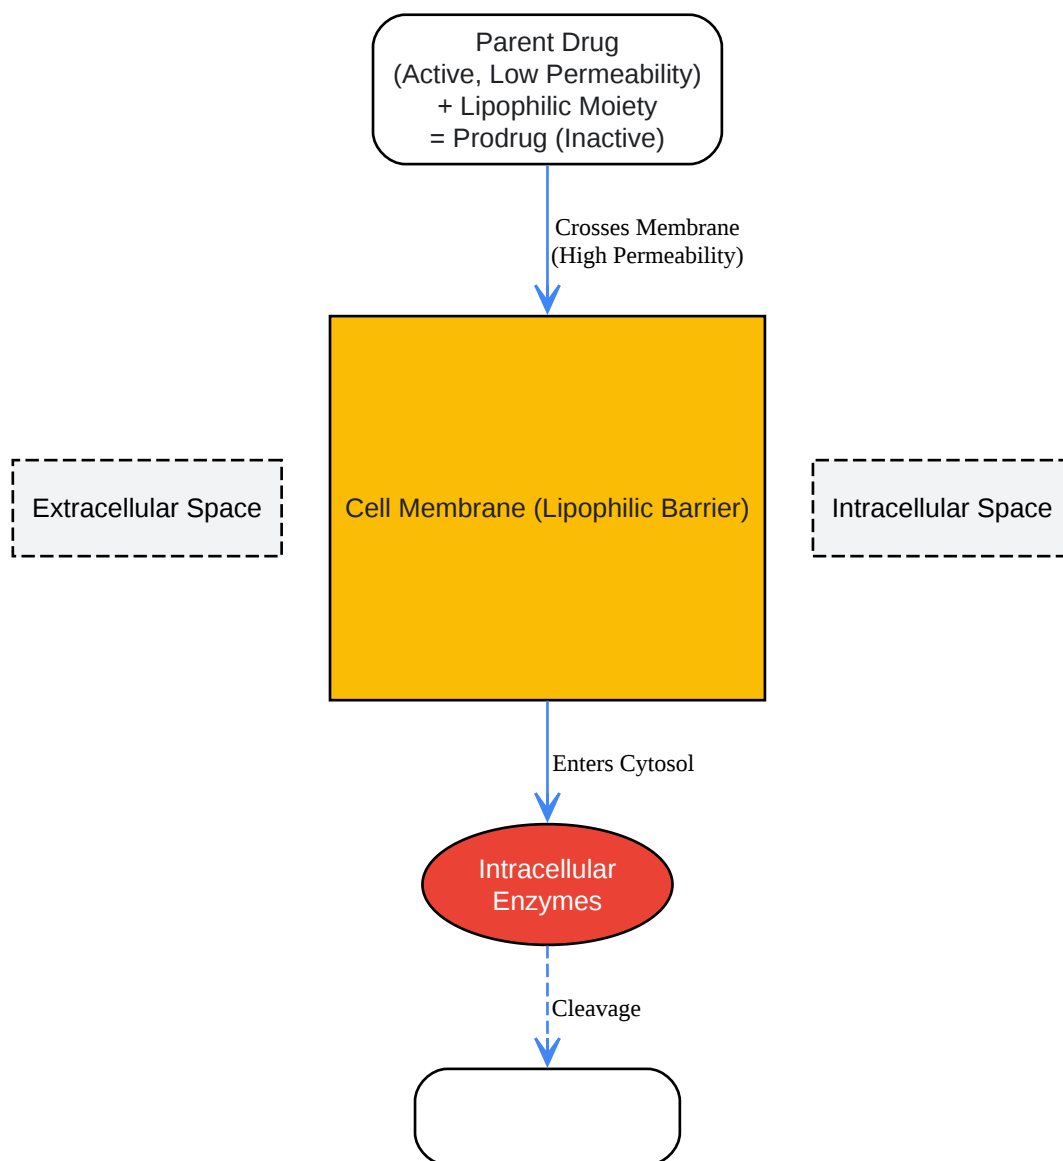 Parent Drug
(Active, Low Permeability)
+ Lipophilic Moiety
= Prodrug (Inactive)
Crosses Membrane
(High Permeability)
Extracellular Space
Cell Membrane (Lipophilic Barrier)
Intracellular Space
Enters Cytosol
Intracellular
Enzymes
Cleavage